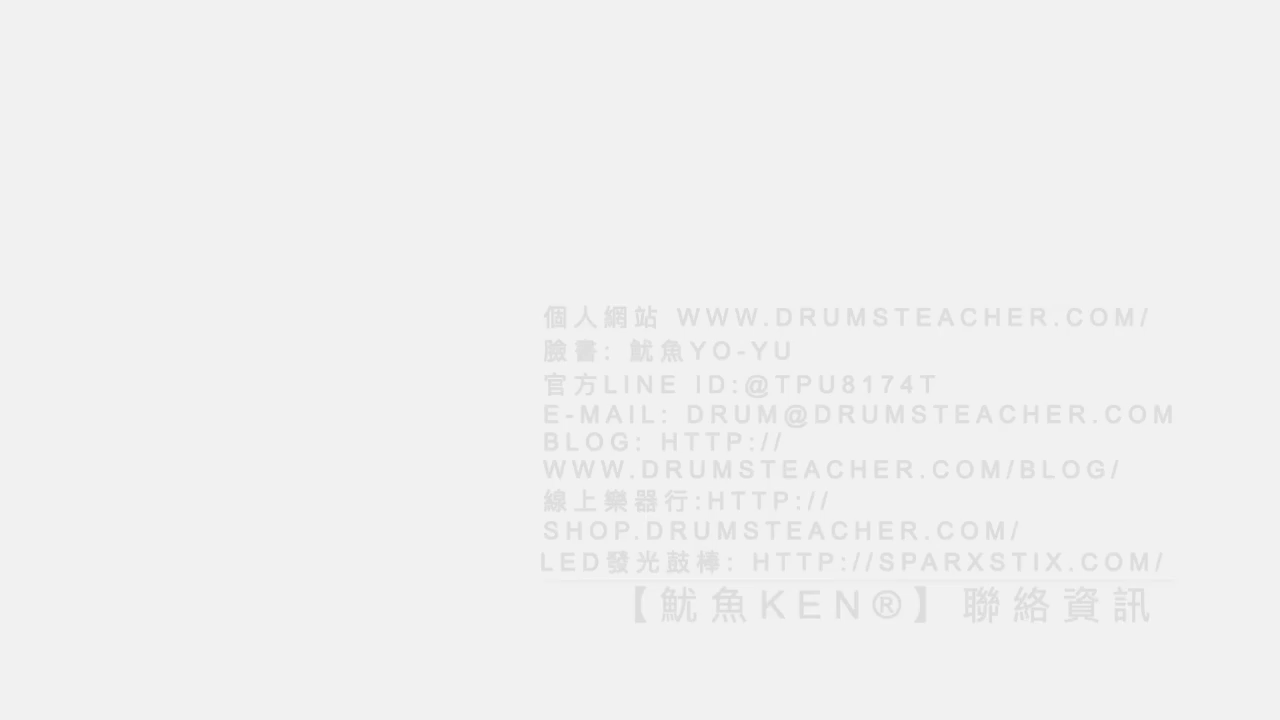 個人網站 WWW.DRUMSTEACHER.COM/
臉書: 魷魚YO-YU
官方LINE ID:@TPU8174T
E-MAIL: DRUM@DRUMSTEACHER.COM
BLOG: HTTP://
WWW.DRUMSTEACHER.COM/BLOG/
線上樂器行:HTTP://
SHOP.DRUMSTEACHER.COM/
LED發光鼓棒: HTTP://SPARXSTIX.COM/
【魷魚KEN®】聯絡資訊